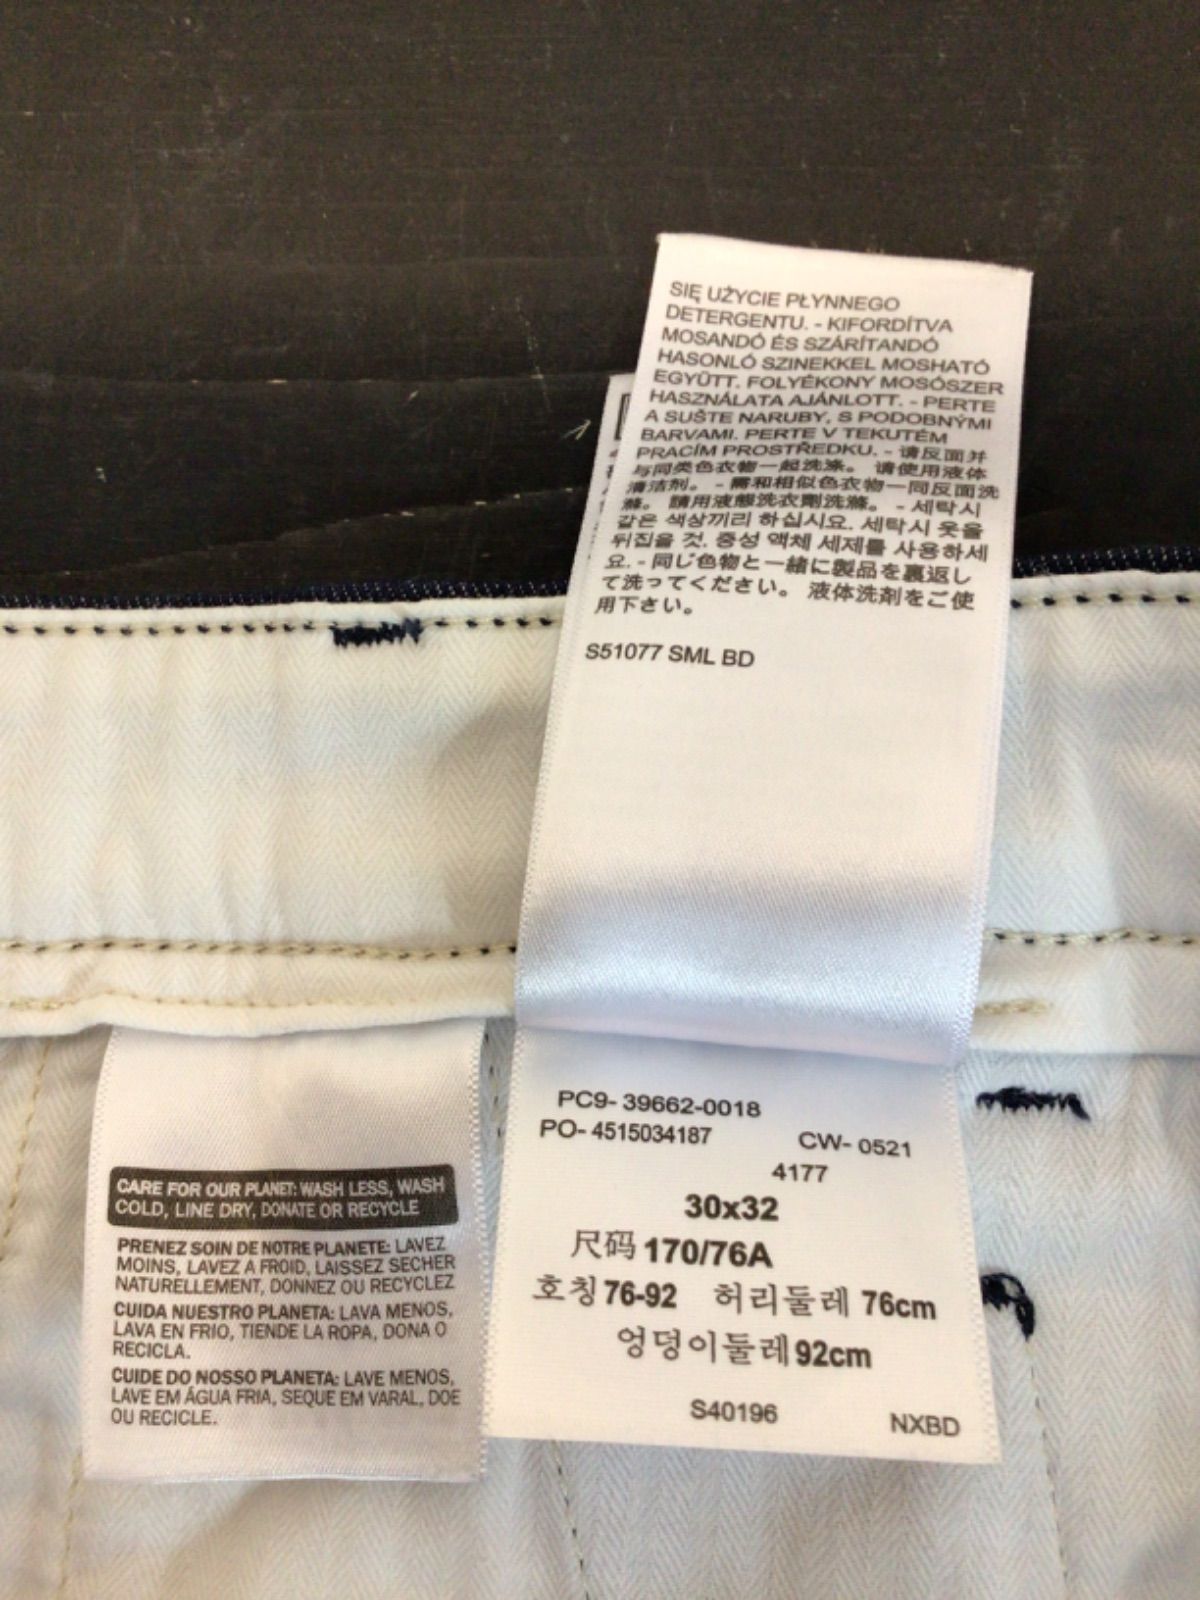 SIĘ UŻYCIE PŁYNNEGO
DETERGENTU. - KIFORDÍTVA
MOSANDÓ ÉS SZÁRÍTANDÓ
HASONLÓ SZINEKKEL MOSHATÓ
EGYÜTT. FOLYÉKONY MOSÓSZER
HASZNÁLATA AJÁNLOTT. - PERTE
A SUŠTE NARUBY, S PODOBNÝMI
BARVAMI. PERTE V TEKUTÉM
PRACÍM PROSTŘEDKU. - 请反面并
与同类色衣物一起洗涤。 请使用液体
清洁剂。 - 需和相似色衣物一同反面洗
滌。 請用液態洗衣劑洗滌。 - 세탁시
같은 색상끼리 하십시요. 세탁시 옷을
뒤집을 것. 중성 액체 세제를 사용하세
요. - 同じ色物と一緒に製品を裏返し
て洗ってください。 液体洗剤をご使
用下さい。
S51077 SML BD
CARE FOR OUR PLANET: WASH LESS, WASH
COLD, LINE DRY, DONATE OR RECYCLE
PRENEZ SOIN DE NOTRE PLANETE: LAVEZ
MOINS, LAVEZ A FROID, LAISSEZ SECHER
NATURELLEMENT, DONNEZ OU RECYCLEZ
CUIDA NUESTRO PLANETA: LAVA MENOS,
LAVA EN FRIO, TIENDE LA ROPA, DONA O
RECICLA.
CUIDE DO NOSSO PLANETA: LAVE MENOS,
LAVE EM ÁGUA FRIA, SEQUE EM VARAL, DOE
OU RECICLE.
PC9- 39662-0018
PO- 4515034187 CW- 0521
4177
30x32
尺码 170/76A
호칭 76-92 허리둘레 76cm
엉덩이둘레 92cm
S40196 NXBD